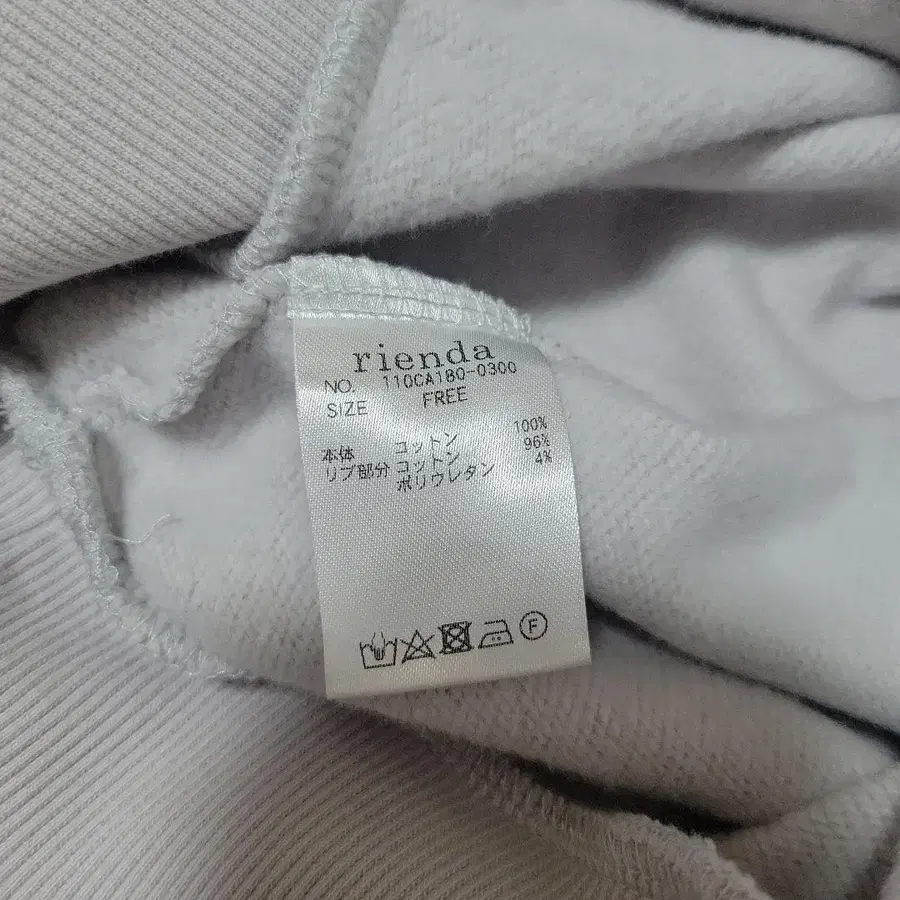 rienda
NO. 110CA180-0300
SIZE FREE
本体 コットン 100%
リブ部分 コットン 96%
ポリウレタン 4%
F